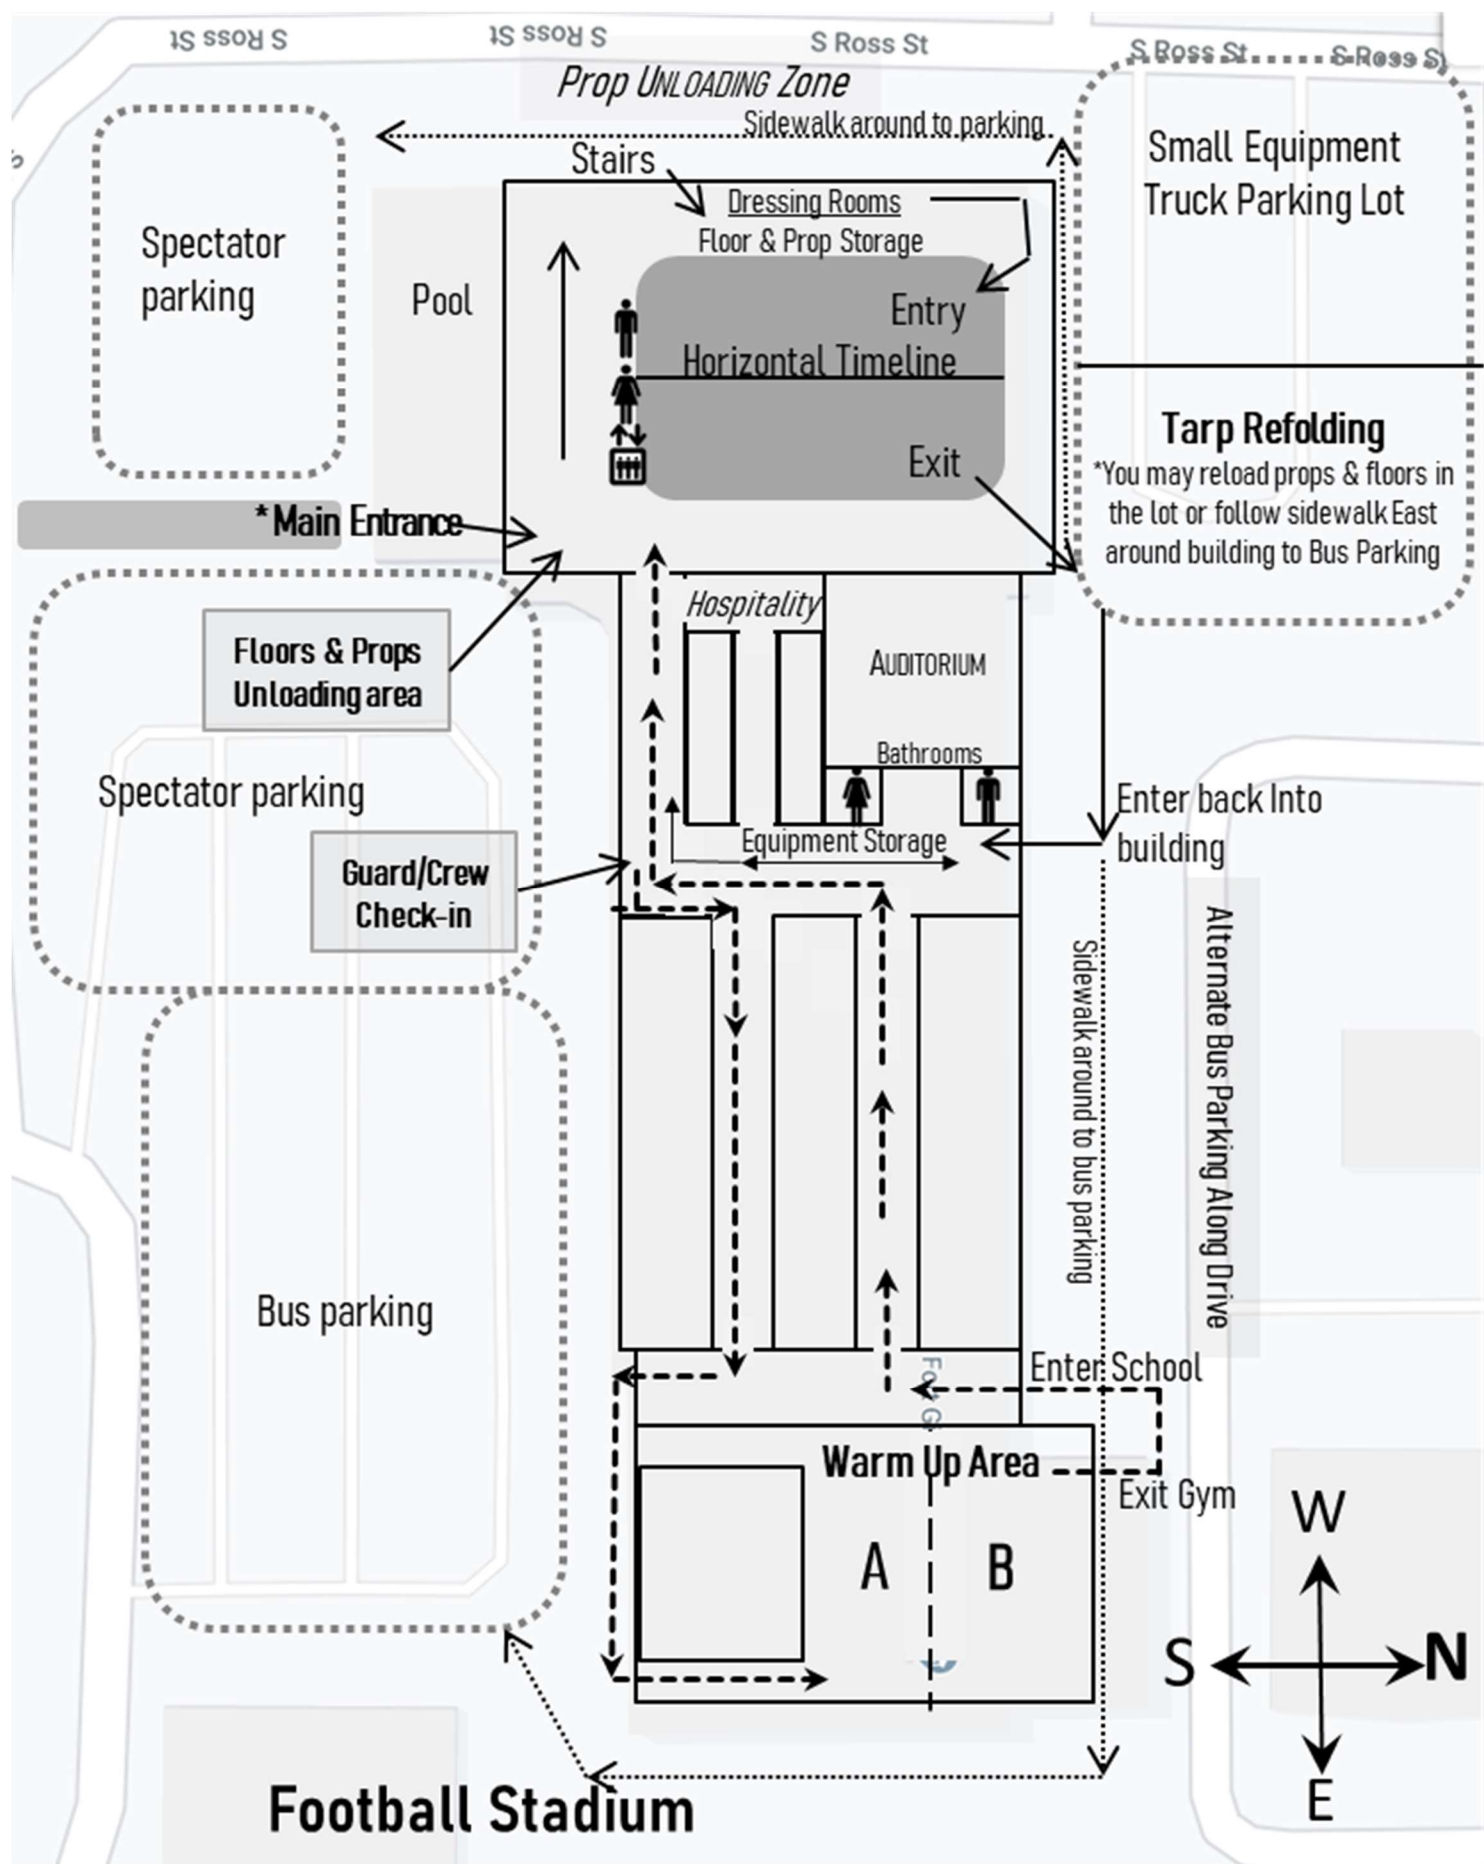 S Ross St
S Ross St
S Ross St
S Ross St
S Ross St
Prop UNLOADING Zone
Sidewalk around to parking
Stairs
Dressing Rooms
Floor & Prop Storage
Small Equipment
Truck Parking Lot
Spectator
parking
Pool
Entry
Horizontal Timeline
Exit
Tarp Refolding
*You may reload props & floors in
the lot or follow sidewalk East
around building to Bus Parking
*Main Entrance
Hospitality
Floors & Props
Unloading area
AUDITORIUM
Bathrooms
Spectator parking
Enter back Into
building
Equipment Storage
Guard/Crew
Check-in
Sidewalk around to bus parking
Alternate Bus Parking Along Drive
Bus parking
Enter School
Warm Up Area
Exit Gym
A
B
W
S
N
E
Football Stadium